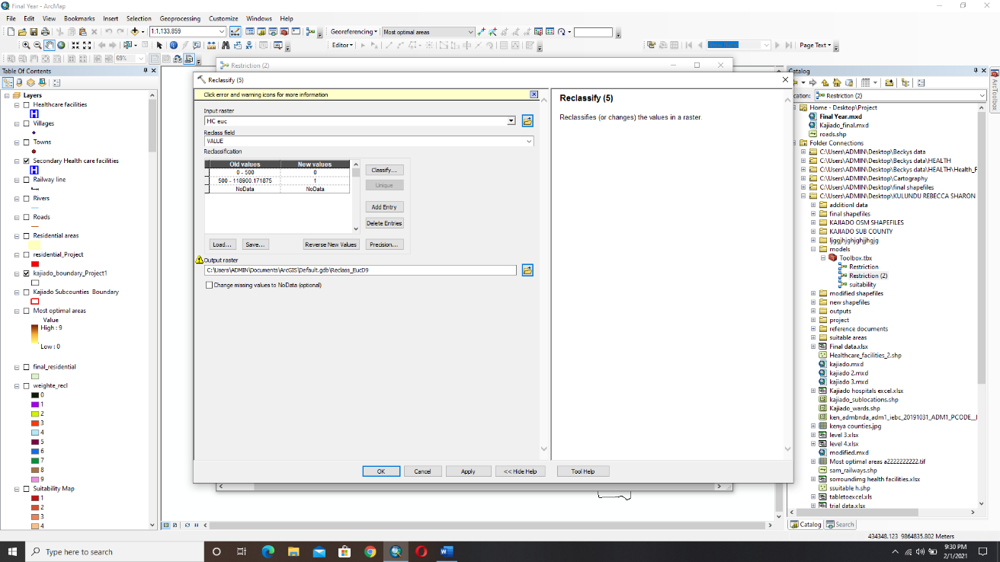 Final Year - ArcMap
File Edit View Bookmarks Insert Selection Geoprocessing Customize Windows Help
1:1,133.859
Georeferencing
Most optimal areas
Editor
Page Text
69%
Table Of Contents
Layers
Healthcare facilities
Villages
Towns
Secondary Health care facilities
Railway line
Rivers
Roads
Residential areas
residential_Project
kajiado_boundary_Project1
Kajiado Subcounties Boundary
Most optimal areas
Value
High : 9
Low : 0
final_residential
weighte_recl
0
1
2
3
4
5
6
7
8
9
Suitability Map
1
2
3
4
Restriction (2)
Reclassify (5)
Click error and warning icons for more information
Input raster
HC euc
Reclass field
VALUE
Reclassification
Old values New values
0 - 500 0
500 - 118900.171875 1
NoData NoData
Classify...
Unique
Add Entry
Delete Entries
Load... Save... Reverse New Values Precision...
Output raster
C:\Users\ADMIN\Documents\ArcGIS\Default.gdb\Reclass_EucD9
Change missing values to NoData (optional)
OK Cancel Apply << Hide Help Tool Help
Reclassify (5)
Reclassifies (or changes) the values in a raster.
Catalog
cation: Restriction (2)
Home - Desktop\Project
Final Year.mxd
Kajiado_final.mxd
roads.shp
Folder Connections
C:\Users\ADMIN\Desktop\Beckys data
C:\Users\ADMIN\Desktop\Beckys data\HEALTH
C:\Users\ADMIN\Desktop\Beckys data\HEALTH\Health_F
C:\Users\ADMIN\Desktop\Cartography
C:\Users\ADMIN\Desktop\final shapefiles
C:\Users\ADMIN\Desktop\KULUNDU REBECCA SHARON
additionl data
final shapefiles
KAJIADO OSM SHAPEFILES
KAJIADO SUB COUNTY
ljggjhjghjghjjhgjg
models
Toolbox.tbx
Restriction
Restriction (2)
suitability
modified shapefiles
new shapefiles
outputs
project
reference documents
suitable areas
Final data.xlsx
Healthcare_facilities_2.shp
kajiado.mxd
kajiado 2.mxd
kajiado 3.mxd
Kajiado hospitals excel.xlsx
kajiado_sublocations.shp
Kajiado_wards.shp
ken_admbnda_adm1_iebc_20191031_ADM1_PCODE__
kenya counties.jpg
level 3.xlsx
level 4.xlsx
modified.mxd
Most optimal areas a2222222222.tif
sam_railways.shp
sorroundimg health facilities.xlsx
ssuitable h.shp
tabletoexcel.xls
trial data.xlsx
Catalog Search
ArcToolbox
434348.123 9864835.802 Meters
Type here to search
9:30 PM
2/1/2021